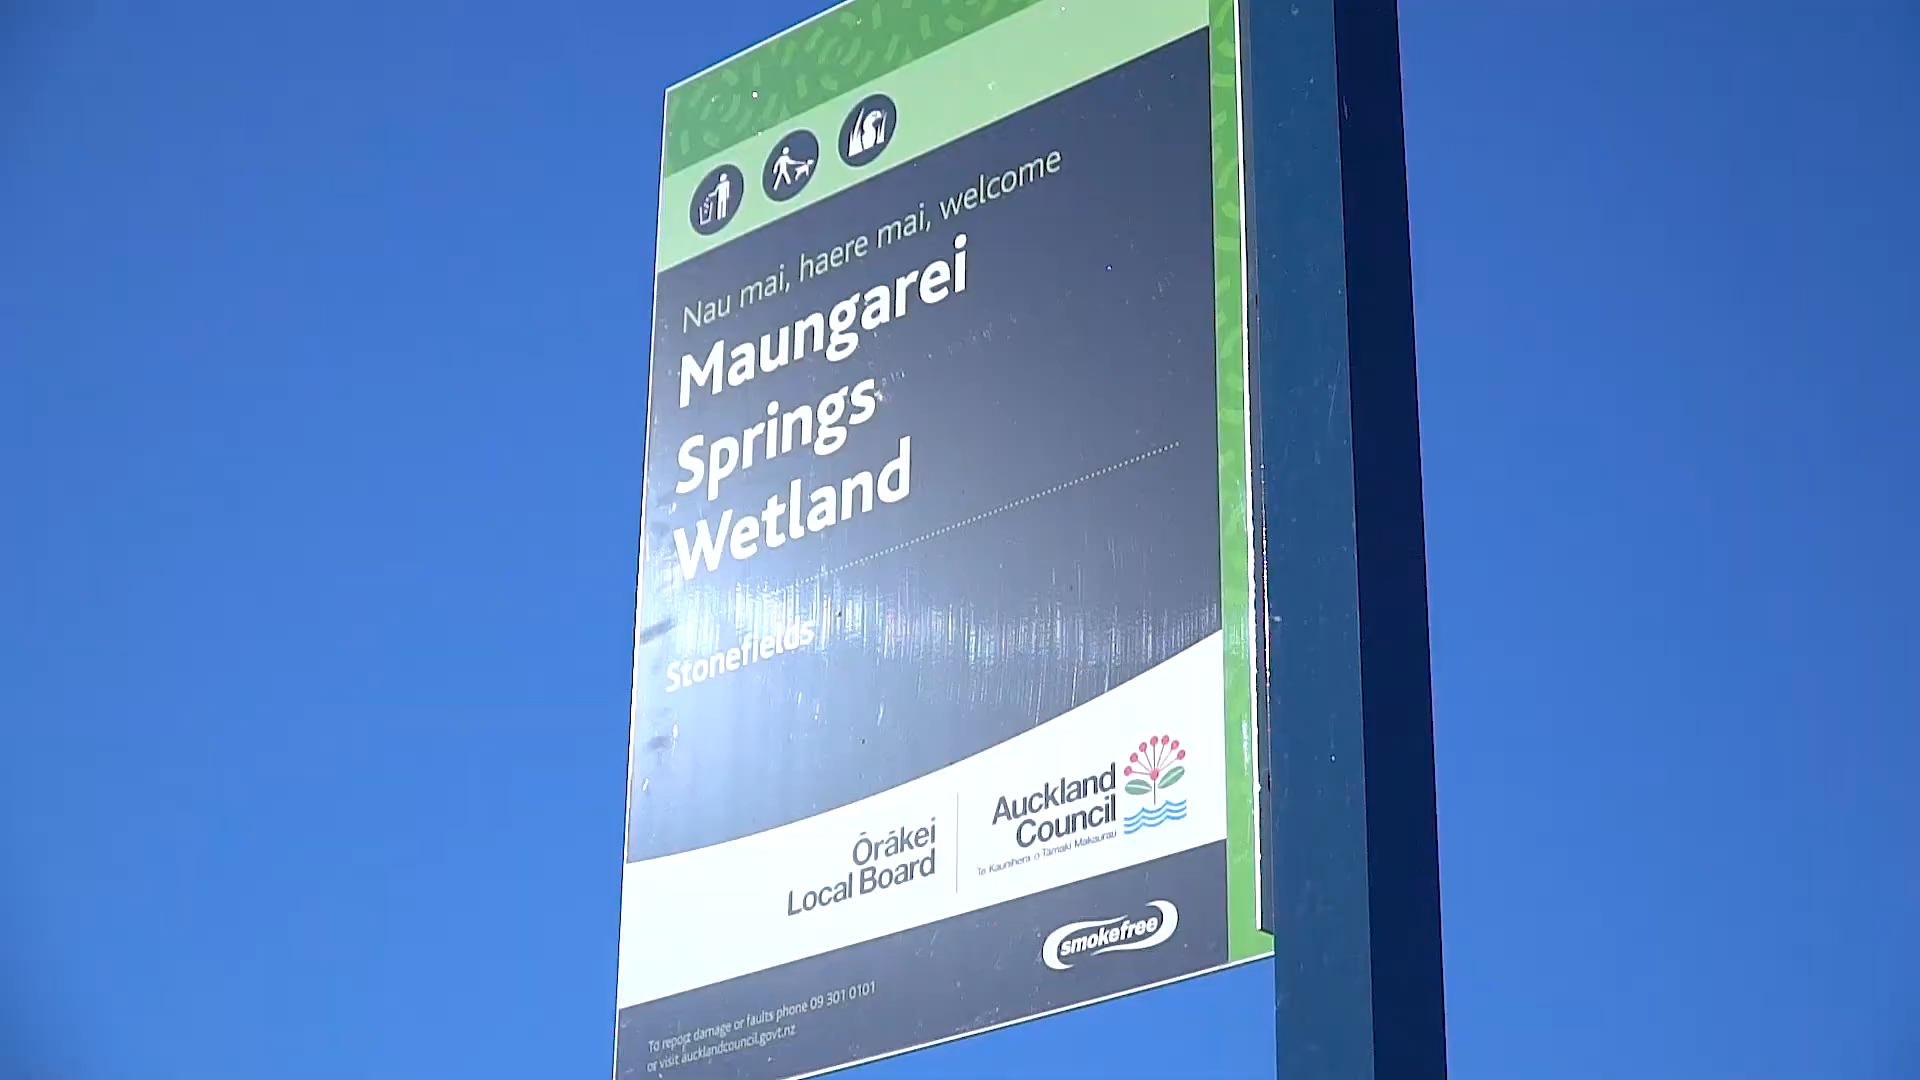 Nau mai, haere mai, welcome
Maungarei
Springs
Wetland
Stonefields
Ōrākei
Local Board
Auckland
Council
Te Kaunihera o Tāmaki Makaurau
smokefree
To report damage or faults phone 09 301 0101
or visit aucklandcouncil.govt.nz